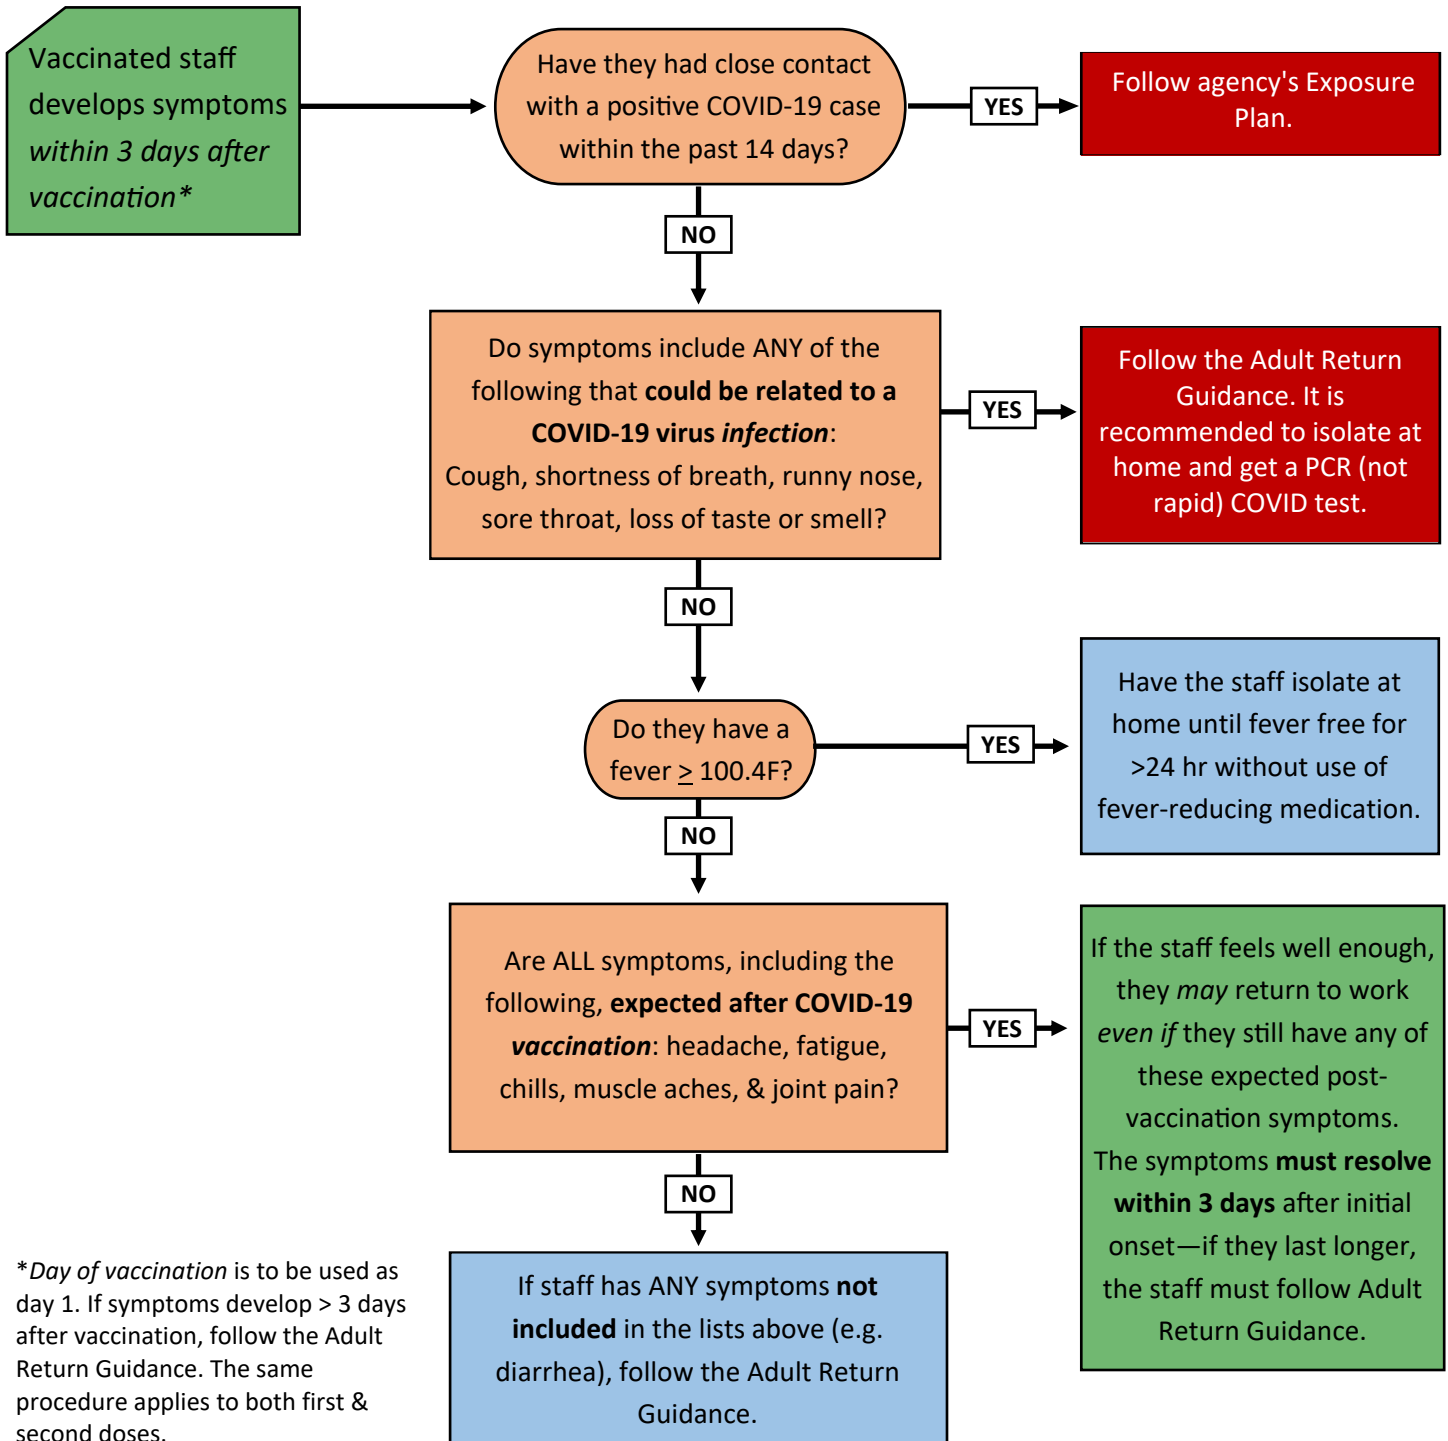 Vaccinated staff
develops symptoms
within 3 days after
vaccination*
Have they had close contact
with a positive COVID-19 case
within the past 14 days?
YES
Follow agency's Exposure
Plan.
NO
Do symptoms include ANY of the
following that could be related to a
COVID-19 virus infection:
Cough, shortness of breath, runny nose,
sore throat, loss of taste or smell?
YES
Follow the Adult Return
Guidance. It is
recommended to isolate at
home and get a PCR (not
rapid) COVID test.
NO
Do they have a
fever ≥ 100.4F?
YES
Have the staff isolate at
home until fever free for
>24 hr without use of
fever-reducing medication.
NO
Are ALL symptoms, including the
following, expected after COVID-19
vaccination: headache, fatigue,
chills, muscle aches, & joint pain?
YES
If the staff feels well enough,
they may return to work
even if they still have any of
these expected post-
vaccination symptoms.
The symptoms must resolve
within 3 days after initial
onset—if they last longer,
the staff must follow Adult
Return Guidance.
NO
If staff has ANY symptoms not
included in the lists above (e.g.
diarrhea), follow the Adult Return
Guidance.
*Day of vaccination is to be used as
day 1. If symptoms develop > 3 days
after vaccination, follow the Adult
Return Guidance. The same
procedure applies to both first &
second doses.